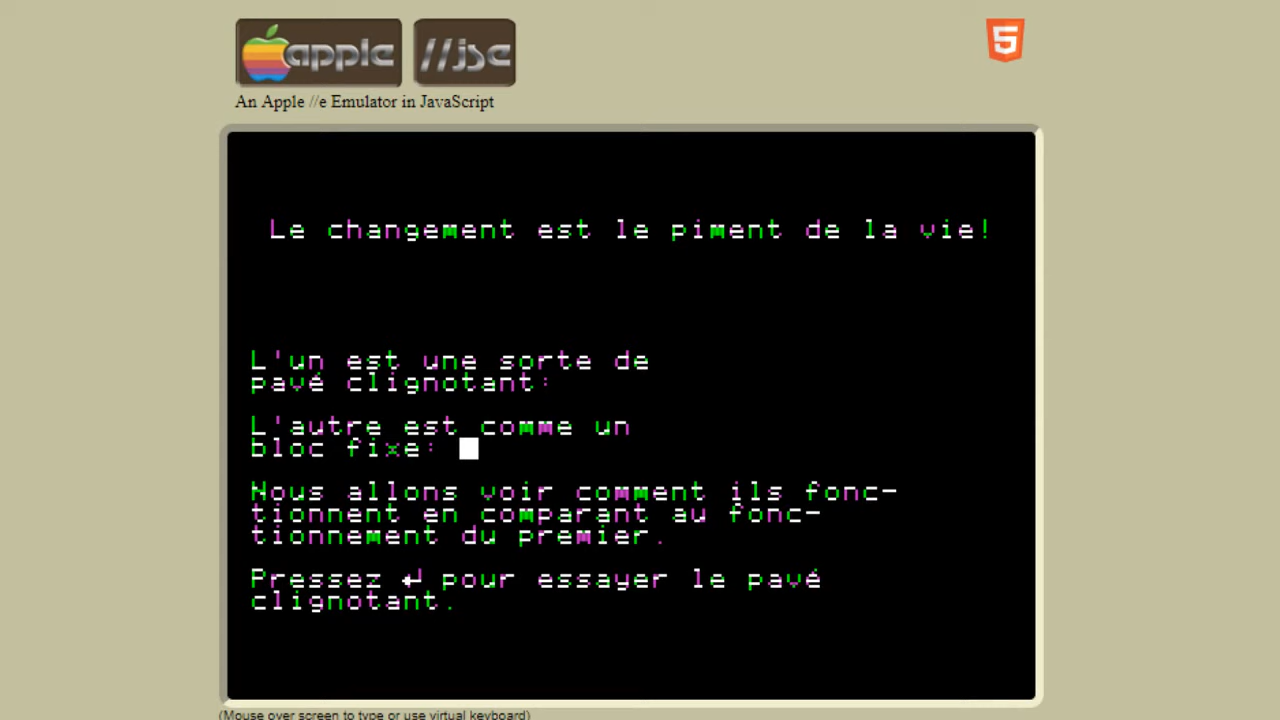 apple //jse
5
An Apple //e Emulator in JavaScript
Le changement est le piment de la vie!
L'un est une sorte de
pavé clignotant:
L'autre est comme un
bloc fixe:
Nous allons voir comment ils fonc-
tionnent en comparant au fonc-
tionnement du premier.
Pressez ↵ pour essayer le pavé
clignotant.
(Mouse over screen to type or use virtual keyboard)